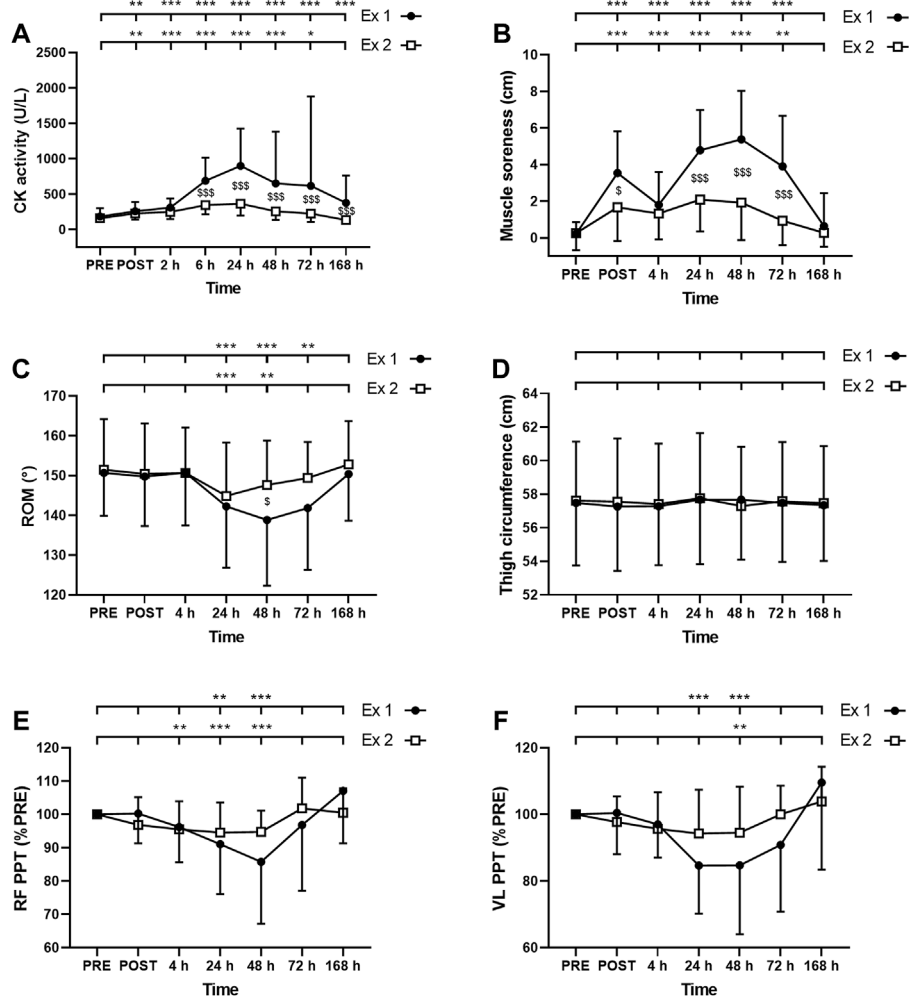 A
** *** *** *** *** *** ***
Ex 1
** *** *** *** *** *
Ex 2
CK activity (U/L)
2500
2000
1500
1000
500
0
$$$ $$$ $$$ $$$ $$$
PRE POST 2 h 6 h 24 h 48 h 72 h 168 h
Time
B
*** *** *** *** ***
Ex 1
*** *** *** *** **
Ex 2
Muscle soreness (cm)
10
8
6
4
2
0
$ $$$ $$$ $$$
PRE POST 4 h 24 h 48 h 72 h 168 h
Time
C
*** *** **
Ex 1
*** **
Ex 2
ROM (°)
170
160
150
140
130
120
$
PRE POST 4 h 24 h 48 h 72 h 168 h
Time
D
Ex 1
Ex 2
Thigh circumference (cm)
64
62
60
58
56
54
52
PRE POST 4 h 24 h 48 h 72 h 168 h
Time
E
** ***
Ex 1
** *** ***
Ex 2
RF PPT (% PRE)
120
110
100
90
80
70
60
PRE POST 4 h 24 h 48 h 72 h 168 h
Time
F
*** ***
Ex 1
**
Ex 2
VL PPT (% PRE)
120
100
80
60
PRE POST 4 h 24 h 48 h 72 h 168 h
Time